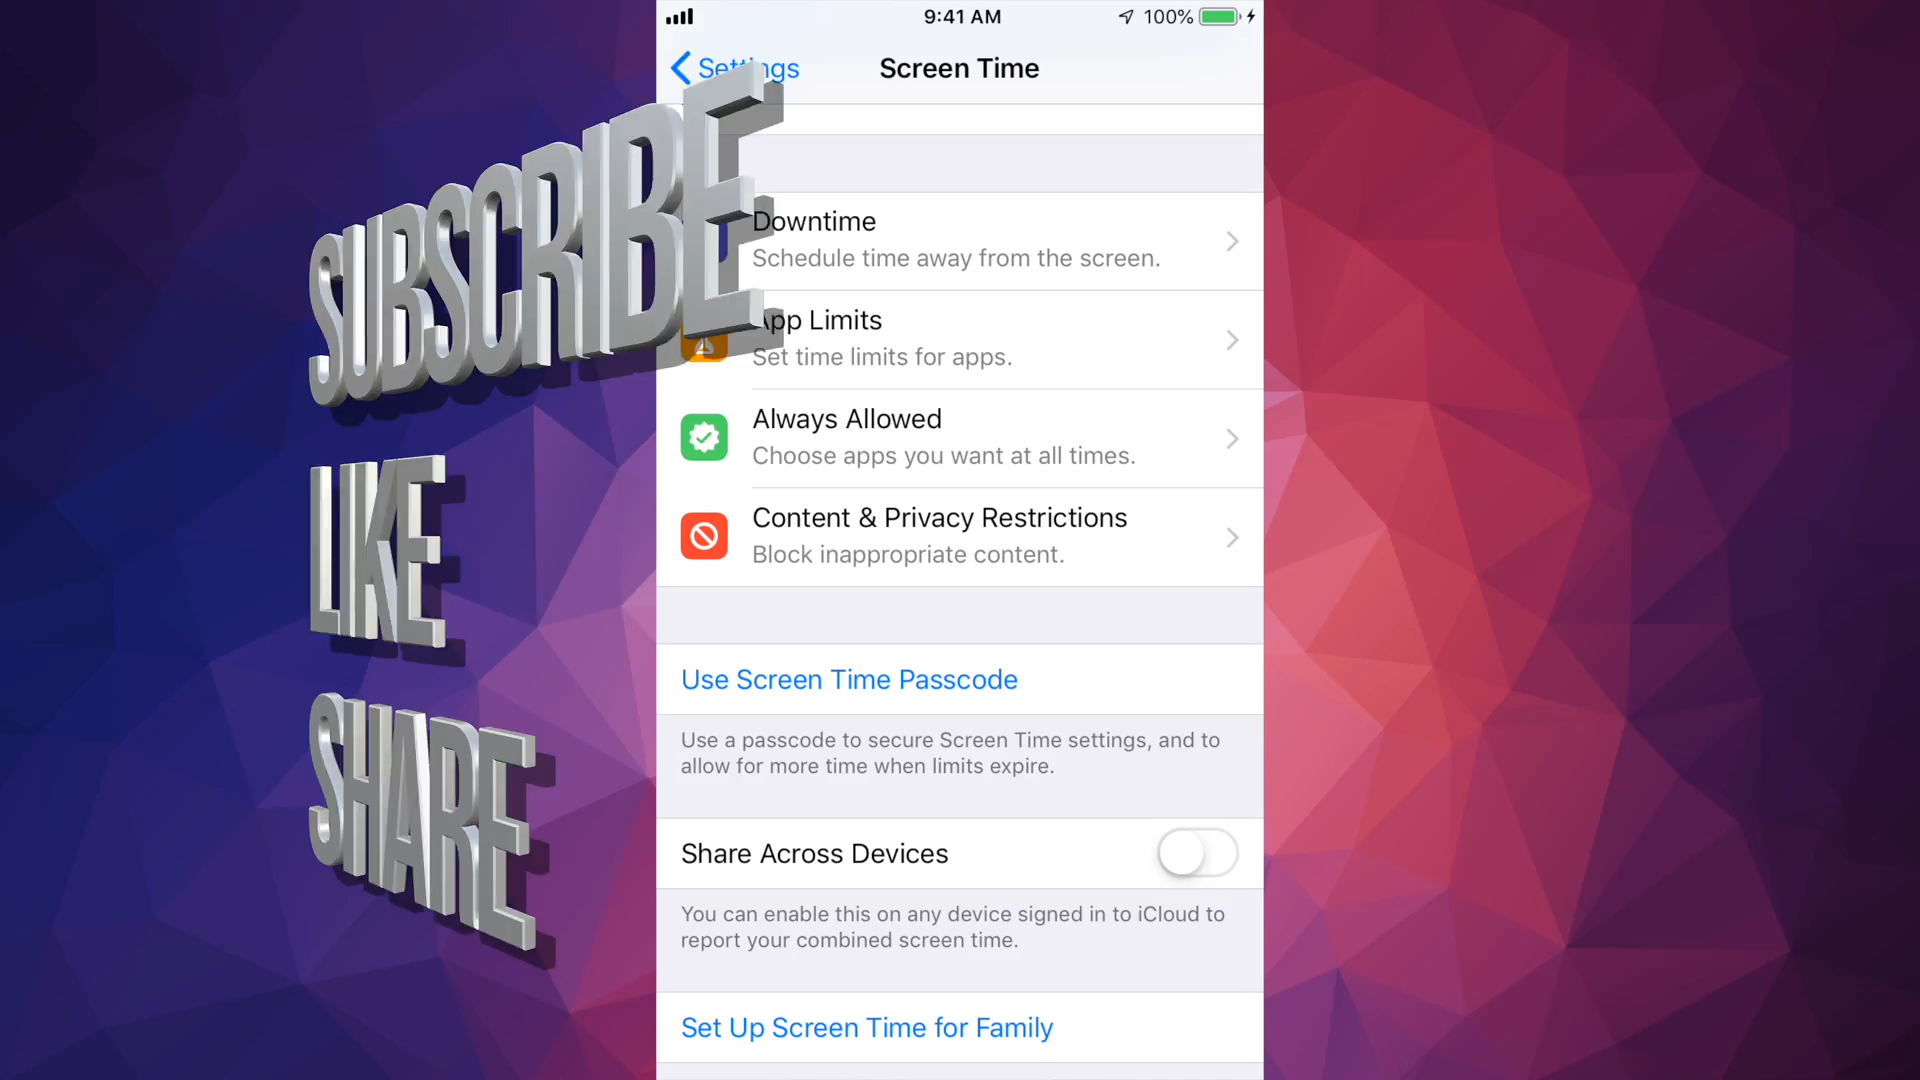 9:41 AM
100%
Settings
Screen Time
Downtime
Schedule time away from the screen.
App Limits
Set time limits for apps.
Always Allowed
Choose apps you want at all times.
Content & Privacy Restrictions
Block inappropriate content.
Use Screen Time Passcode
Use a passcode to secure Screen Time settings, and to
allow for more time when limits expire.
Share Across Devices
You can enable this on any device signed in to iCloud to
report your combined screen time.
Set Up Screen Time for Family
SUBSCRIBE
LIKE
SHARE